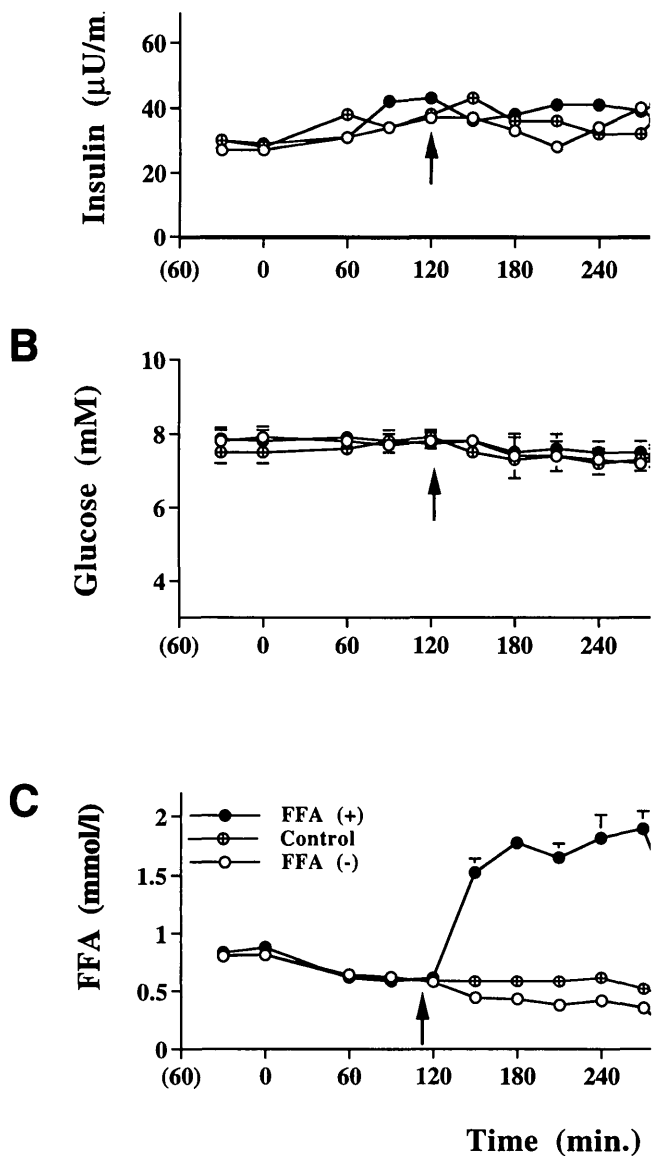 Insulin (μU/m
60
40
20
0
(60) 0 60 120 180 240
B
Glucose (mM)
10
8
6
4
(60) 0 60 120 180 240
C
FFA (mmol/l)
2
1.5
1
0.5
0
FFA (+)
Control
FFA (-)
(60) 0 60 120 180 240
Time (min.)